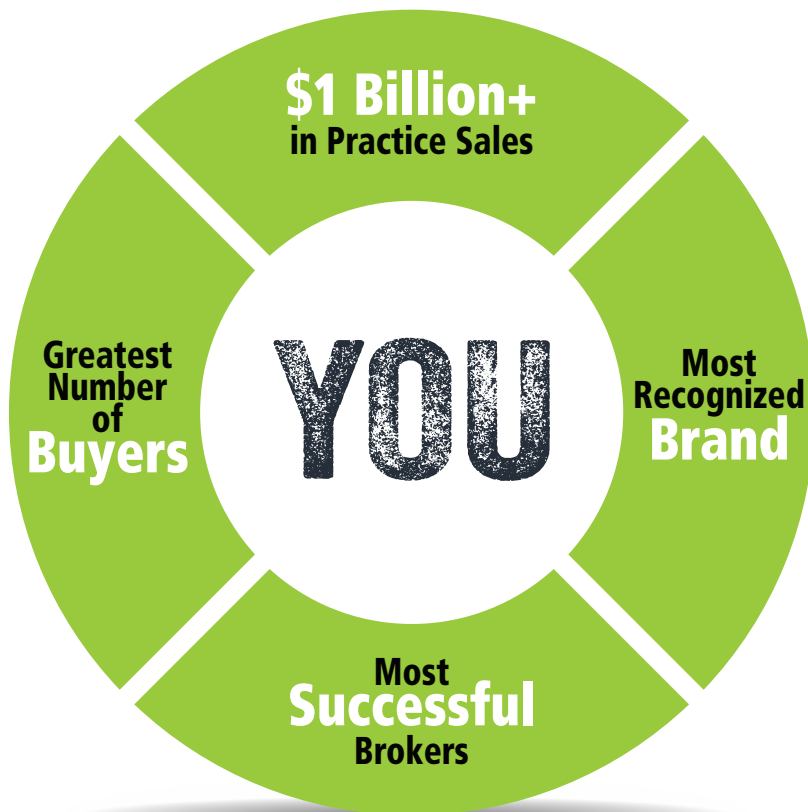 $1 Billion+
in Practice Sales
Greatest
Number
of
Buyers
YOU
Most
Recognized
Brand
Most
Successful
Brokers